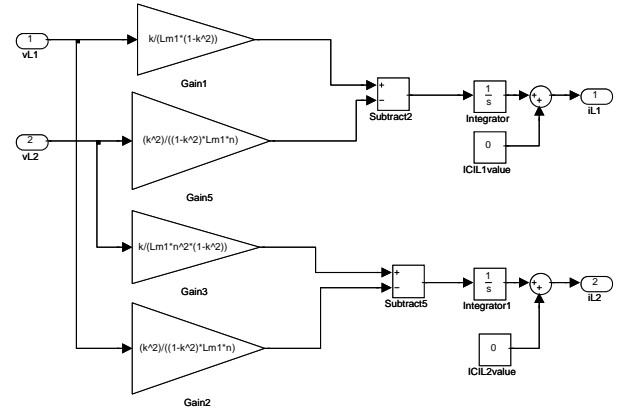 1
vL1
k/(Lm1*(1-k^2))
Gain1
+
−
Subtract2
1
s
Integrator
+
+
1
iL1
0
ICIL1value
2
vL2
(k^2)/((1-k^2)*Lm1*n)
Gain5
k/(Lm1*n^2*(1-k^2))
Gain3
+
−
Subtract5
1
s
Integrator1
+
+
2
iL2
0
ICIL2value
(k^2)/((1-k^2)*Lm1*n)
Gain2